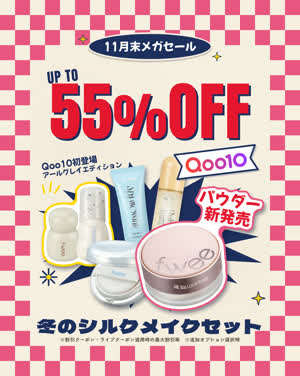 11月末メガセール
UP TO
55%OFF
Qoo10初登場
アールグレイエディション
Qoo10
パウダー
新発売
fwee
冬のシルクメイクセット
※割引クーポン・ライブクーポン適用時の最大割引率 ※追加オプション選択時